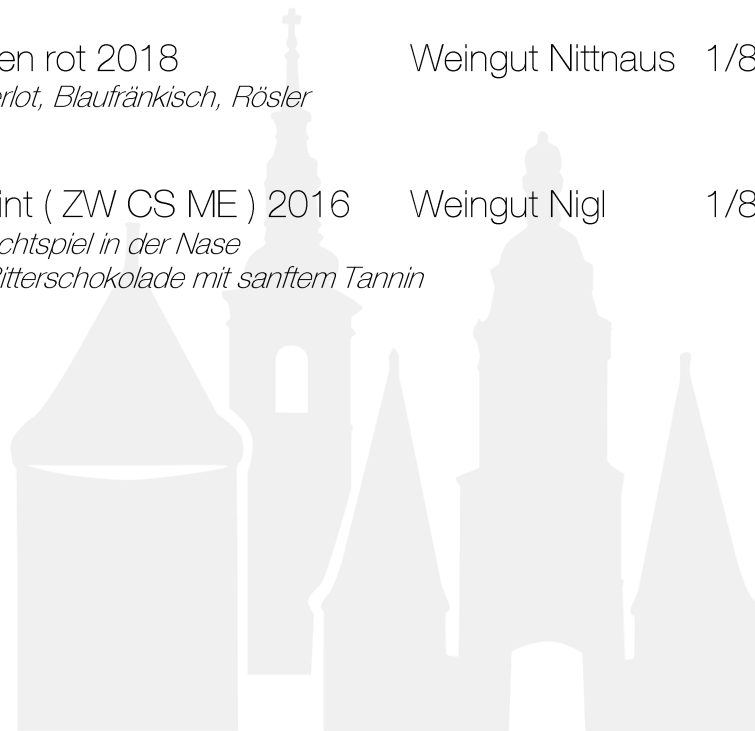 en rot 2018 Weingut Nittnaus 1/8
erlot, Blaufränkisch, Rösler
int ( ZW CS ME ) 2016 Weingut Nigl 1/8
chtspiel in der Nase
itterschokolade mit sanftem Tannin